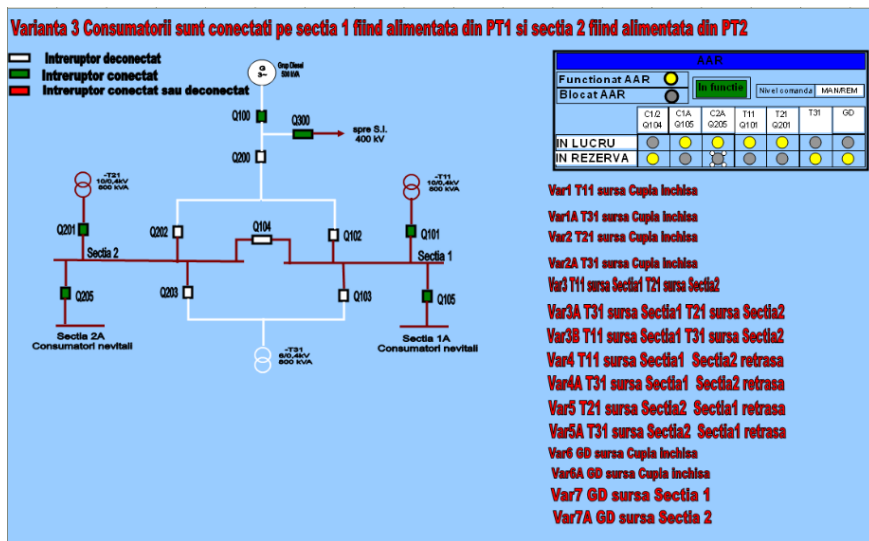 Varianta 3 Consumatorii sunt conectati pe sectia 1 fiind alimentata din PT1 si sectia 2 fiind alimentata din PT2
Intreruptor deconectat
Intreruptor conectat
Intreruptor conectat sau deconectat
G
3~
Grup Diesel
500 kVA
Q100
Q300
spre S.I.
400 kV
Q200
-T21
10/0,4kV
800 kVA
-T11
10/0,4kV
800 kVA
Q201
Q202
Q104
Q102
Q101
Sectia 2
Sectia 1
Q205
Q203
Q103
Q105
Sectia 2A
Consumatori nevitali
Sectia 1A
Consumatori nevitali
-T31
6/0,4kV
800 kVA
AAR
Functionat AAR
Blocat AAR
In functie
Nivel comanda
MAN/REM
C1/2
Q104
C1A
Q105
C2A
Q205
T11
Q101
T21
Q201
T31
GD
IN LUCRU
IN REZERVA
Var1 T11 sursa Cupla inchisa
Var1A T31 sursa Cupla inchisa
Var2 T21 sursa Cupla inchisa
Var2A T31 sursa Cupla inchisa
Var3 T11 sursa Sectia1 T21 sursa Sectia2
Var3A T31 sursa Sectia1 T21 sursa Sectia2
Var3B T11 sursa Sectia1 T31 sursa Sectia2
Var4 T11 sursa Sectia1 Sectia2 retrasa
Var4A T31 sursa Sectia1 Sectia2 retrasa
Var5 T21 sursa Sectia2 Sectia1 retrasa
Var5A T31 sursa Sectia2 Sectia1 retrasa
Var6 GD sursa Cupla inchisa
Var6A GD sursa Cupla inchisa
Var7 GD sursa Sectia 1
Var7A GD sursa Sectia 2